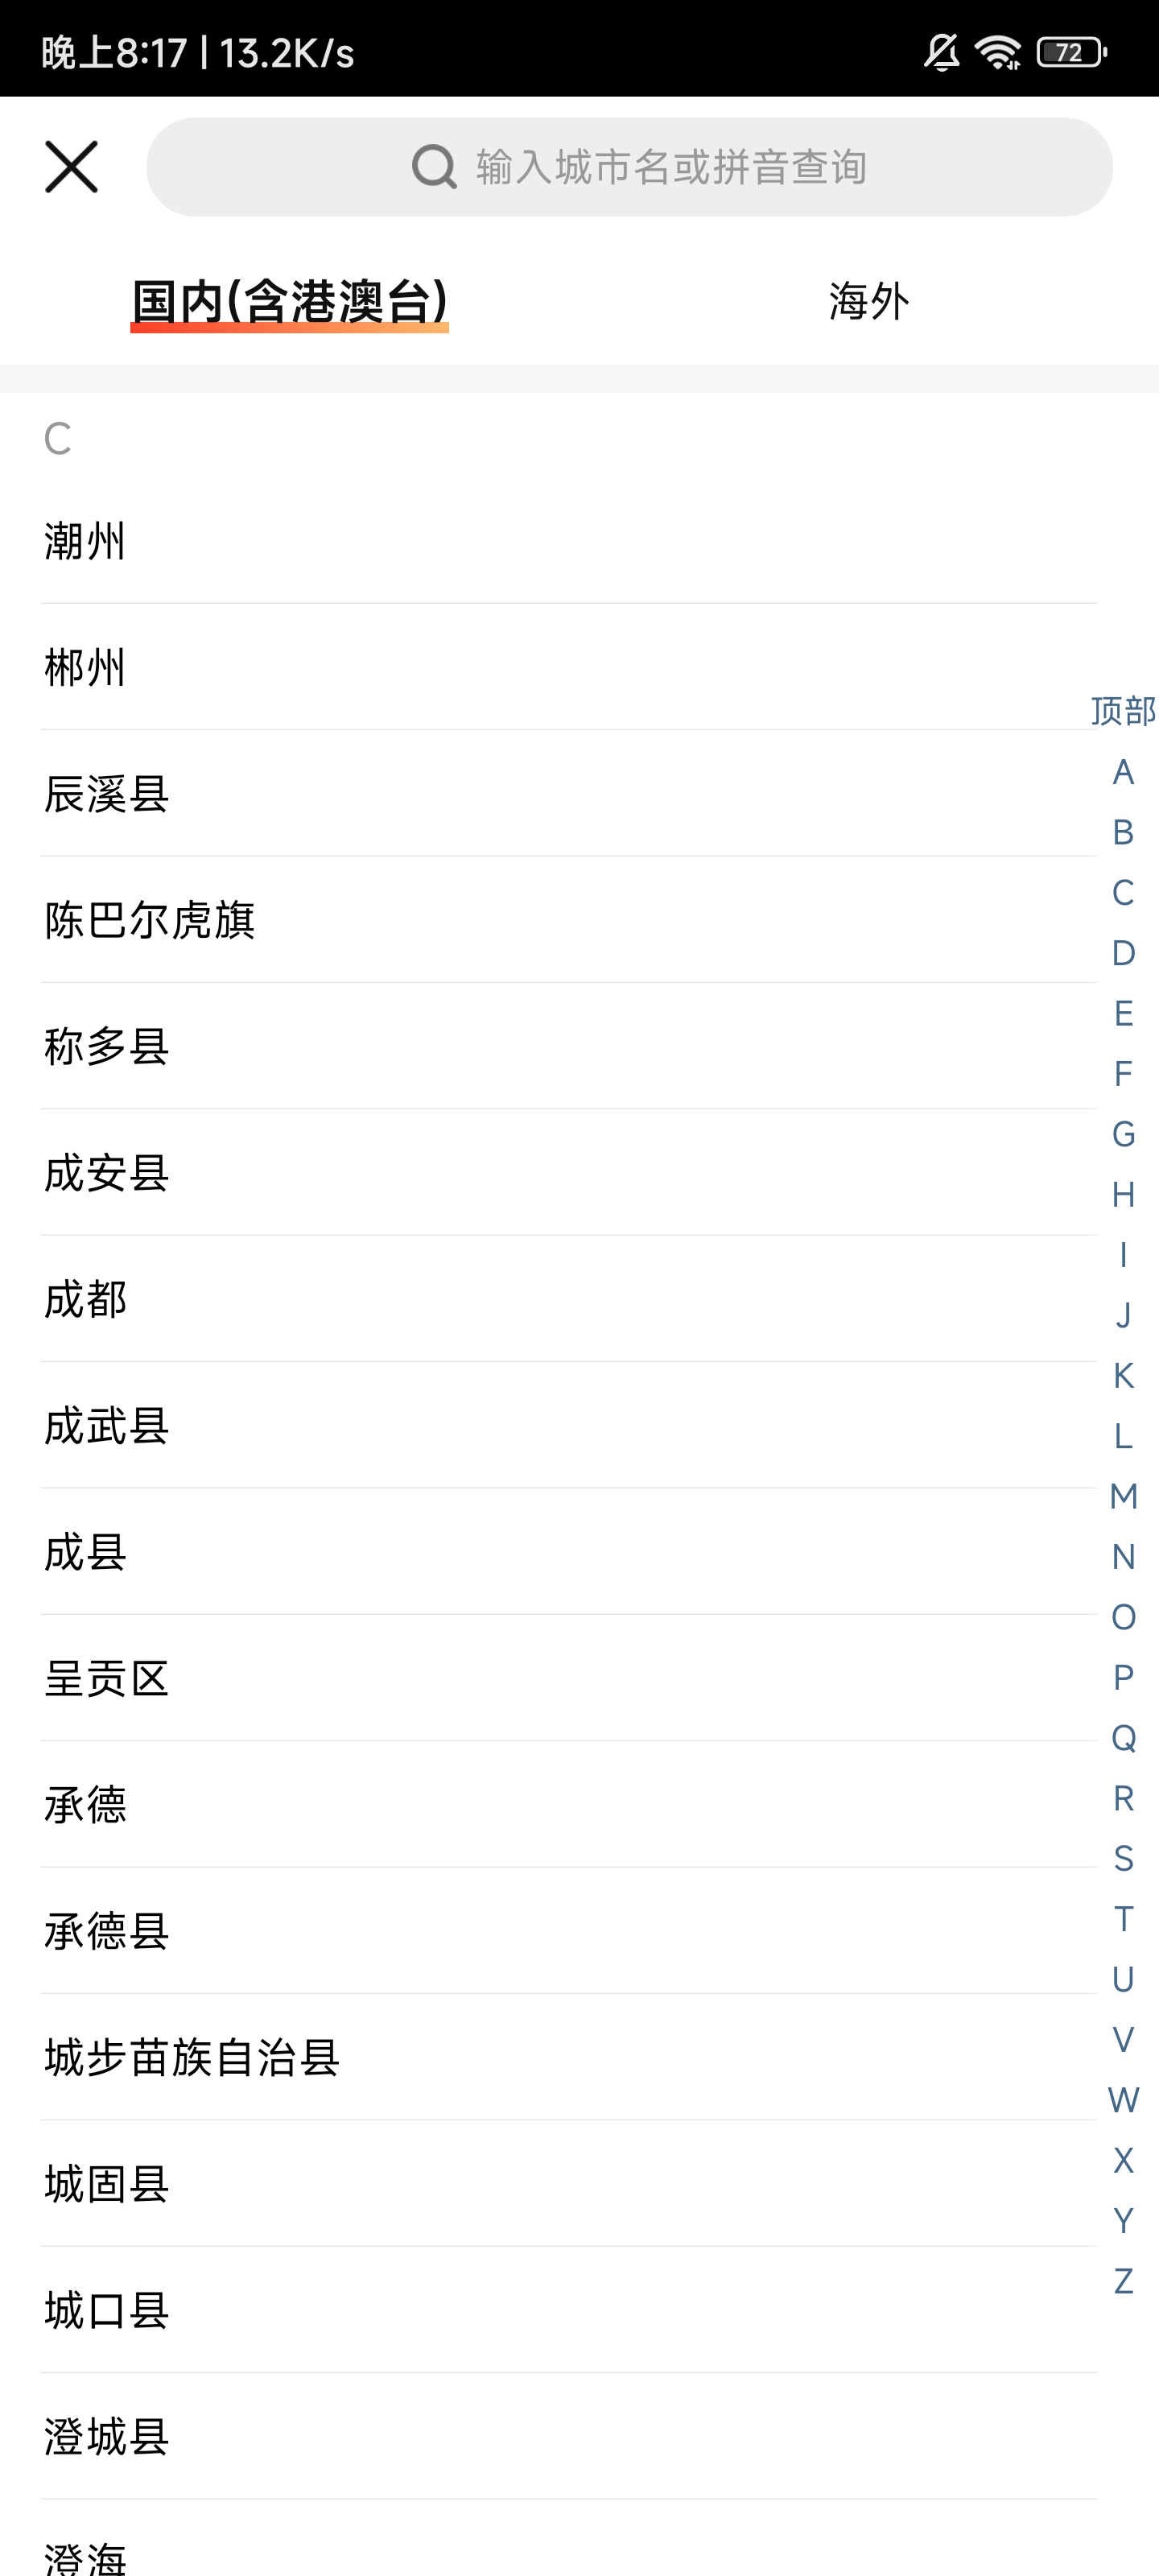 晚上8:17 | 13.2K/s
72
输入城市名或拼音查询
国内(含港澳台)
海外
C
潮州
郴州
辰溪县
陈巴尔虎旗
称多县
成安县
成都
成武县
成县
呈贡区
承德
承德县
城步苗族自治县
城固县
城口县
澄城县
澄海
顶部
A
B
C
D
E
F
G
H
I
J
K
L
M
N
O
P
Q
R
S
T
U
V
W
X
Y
Z